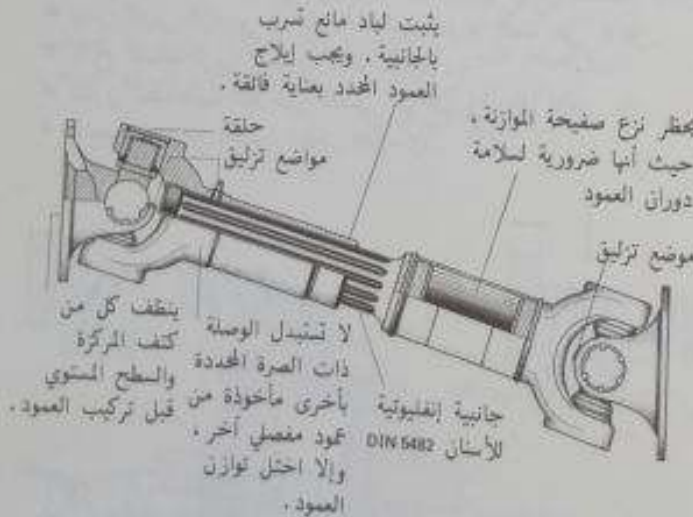 يثبت لباد مانع تسرب
بالجانبية . ويجب إيلاج
العمود المخدد بعناية فائقة .
حلقة
مواضع تزليق
يحظر نزع صفيحة الموازنة ،
حيث أنها ضرورية لسلامة
دوران العمود
موضع تزليق
ينظف كل من
كتف المركزة
والسطح المستوي
قبل تركيب العمود .
لا تستبدل الوصلة
ذات الصرة المخددة
بأخرى مأخوذة من
عمود مفصلي آخر .
وإلا اختل توازن
العمود .
جانبية إنفليوتية
للأسنان DIN 5482